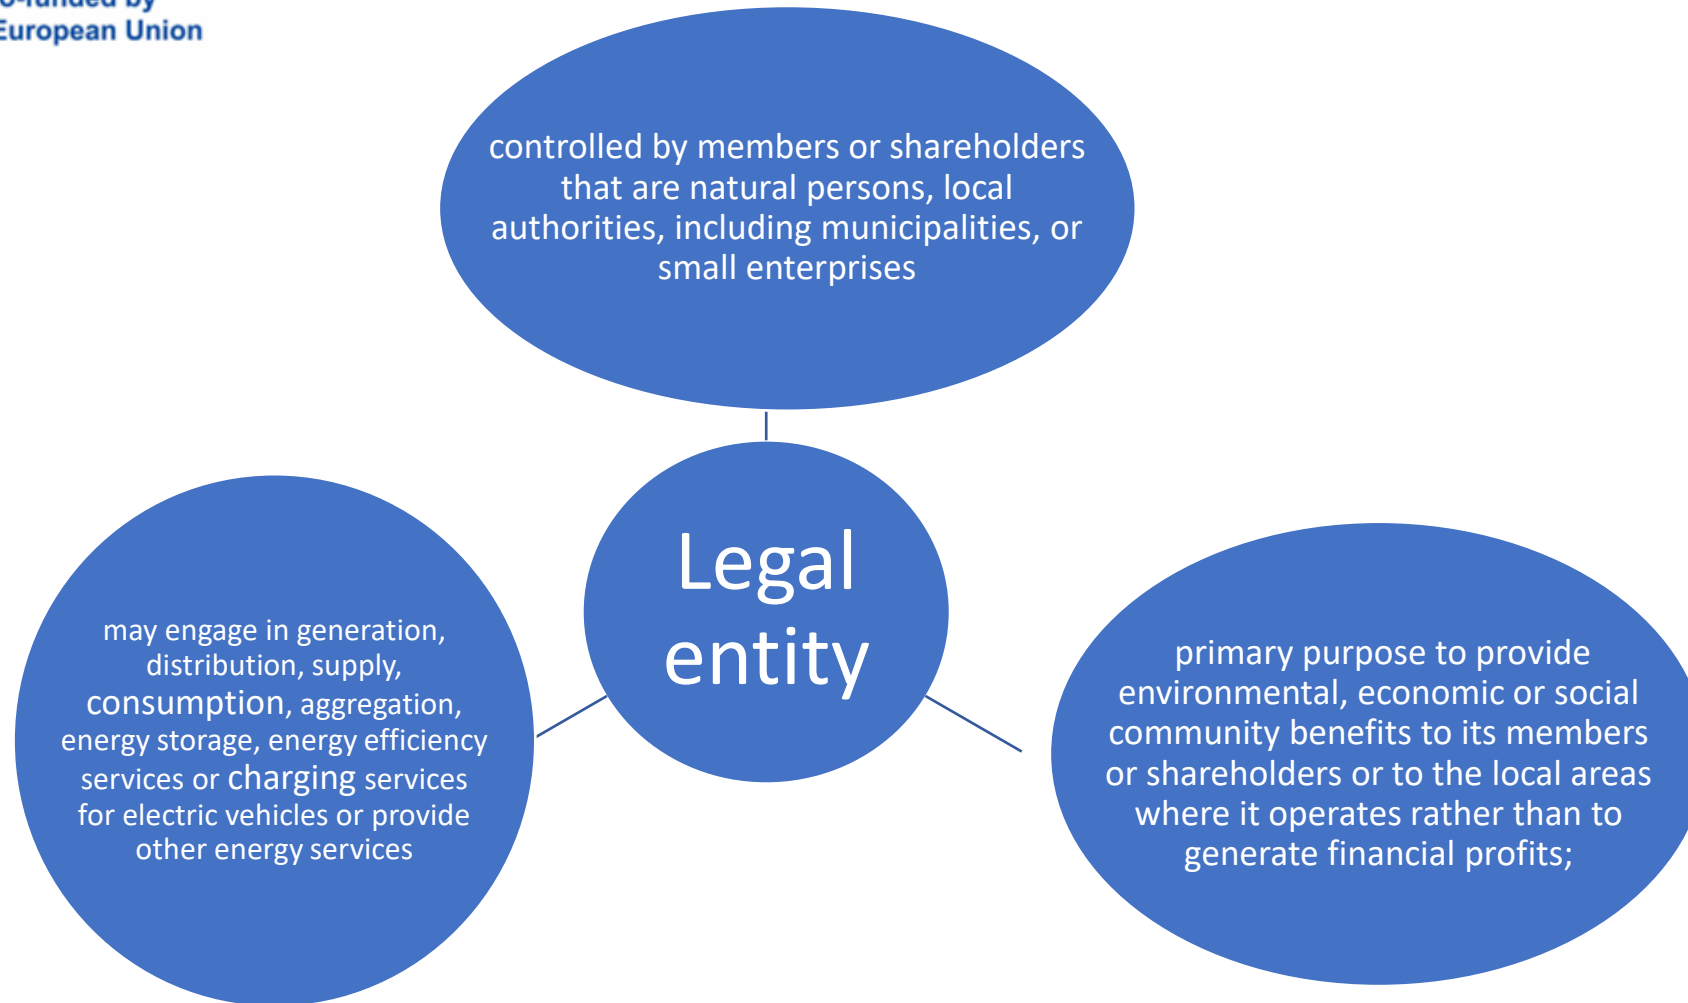 o-funded by
European Union
controlled by members or shareholders
that are natural persons, local
authorities, including municipalities, or
small enterprises
Legal
entity
may engage in generation,
distribution, supply,
consumption, aggregation,
energy storage, energy efficiency
services or charging services
for electric vehicles or provide
other energy services
primary purpose to provide
environmental, economic or social
community benefits to its members
or shareholders or to the local areas
where it operates rather than to
generate financial profits;